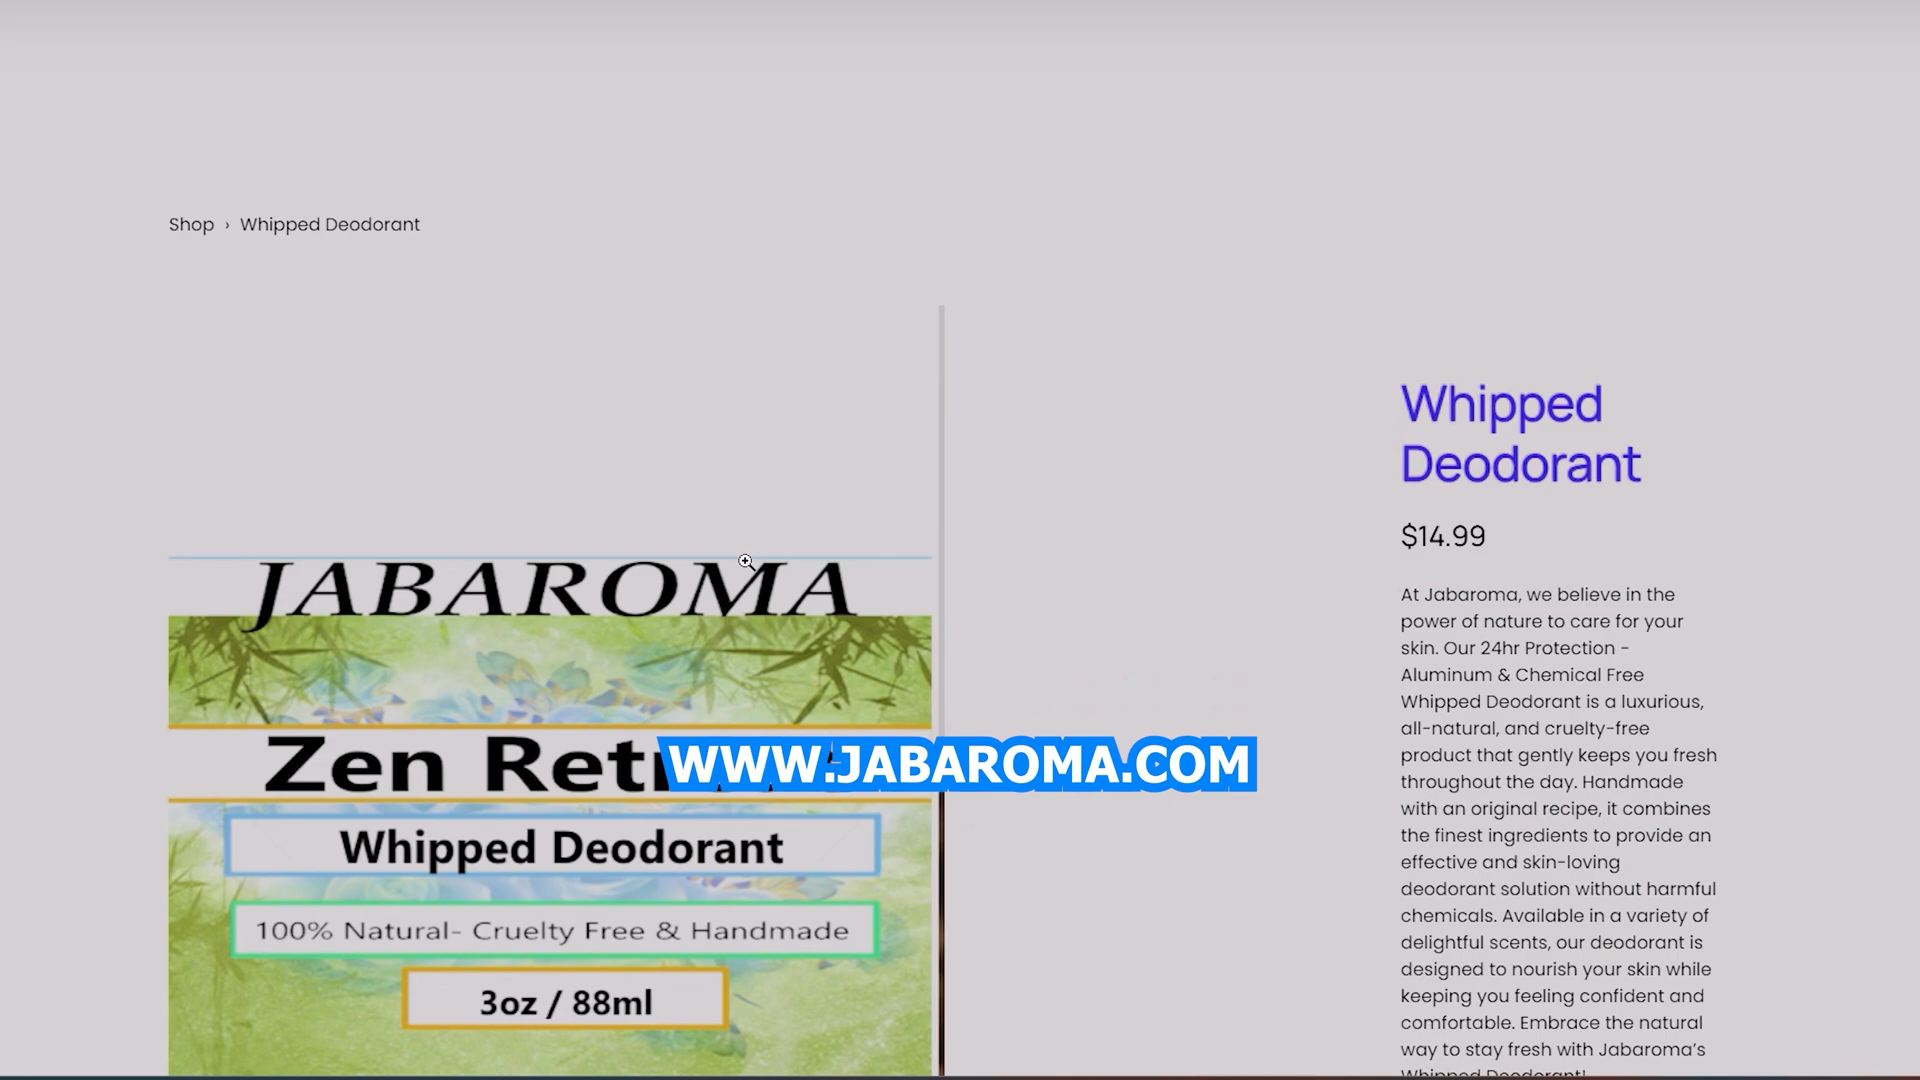 Shop › Whipped Deodorant
JABAROMA
Zen Retr
WWW.JABAROMA.COM
Whipped Deodorant
100% Natural- Cruelty Free & Handmade
3oz / 88ml
Whipped
Deodorant
$14.99
At Jabaroma, we believe in the
power of nature to care for your
skin. Our 24hr Protection -
Aluminum & Chemical Free
Whipped Deodorant is a luxurious,
all-natural, and cruelty-free
product that gently keeps you fresh
throughout the day. Handmade
with an original recipe, it combines
the finest ingredients to provide an
effective and skin-loving
deodorant solution without harmful
chemicals. Available in a variety of
delightful scents, our deodorant is
designed to nourish your skin while
keeping you feeling confident and
comfortable. Embrace the natural
way to stay fresh with Jabaroma’s
Whipped Deodorant!